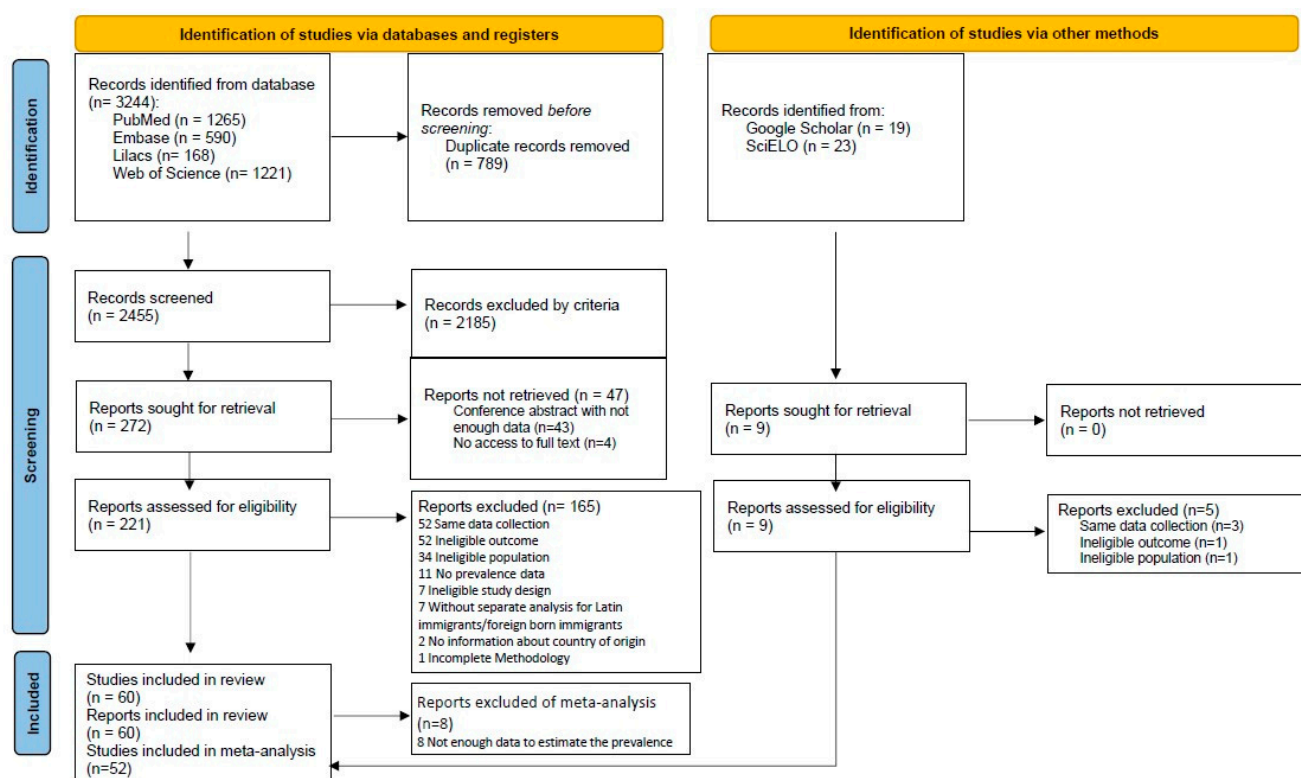 Identification of studies via databases and registers
Identification of studies via other methods
Identification
Records identified from database
(n= 3244):
PubMed (n = 1265)
Embase (n = 590)
Lilacs (n= 168)
Web of Science (n= 1221)
Records removed before
screening:
Duplicate records removed
(n = 789)
Records identified from:
Google Scholar (n = 19)
SciELO (n = 23)
Screening
Records screened
(n = 2455)
Records excluded by criteria
(n = 2185)
Reports sought for retrieval
(n = 272)
Reports not retrieved (n = 47)
Conference abstract with not
enough data (n=43)
No access to full text (n=4)
Reports sought for retrieval
(n = 9)
Reports not retrieved
(n = 0)
Reports assessed for eligibility
(n = 221)
Reports excluded (n= 165)
52 Same data collection
52 Ineligible outcome
34 Ineligible population
11 No prevalence data
7 Ineligible study design
7 Without separate analysis for Latin
immigrants/foreign born immigrants
2 No information about country of origin
1 Incomplete Methodology
Reports assessed for eligibility
(n = 9)
Reports excluded (n=5)
Same data collection (n=3)
Ineligible outcome (n=1)
Ineligible population (n=1)
Included
Studies included in review
(n = 60)
Reports included in review
(n = 60)
Studies included in meta-analysis
(n=52)
Reports excluded of meta-analysis
(n=8)
8 Not enough data to estimate the prevalence